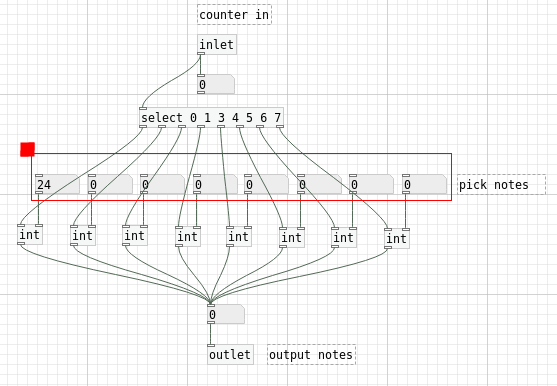 counter in
inlet
0
select 0 1 3 4 5 6 7
24 0 0 0 0 0 0 0 pick notes
int int int int int int int int
0
outlet output notes